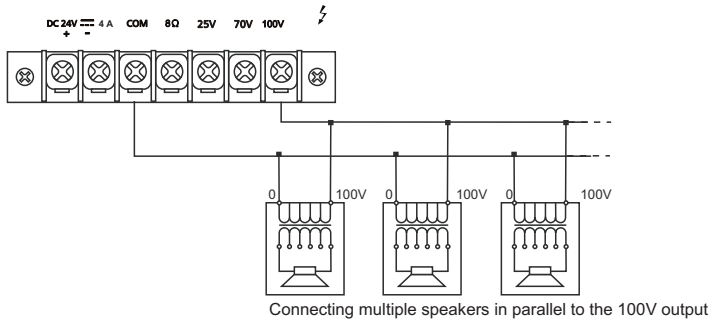 DC 24V ⎓ 4 A COM 8Ω 25V 70V 100V
+ -
0 100V 0 100V 0 100V
Connecting multiple speakers in parallel to the 100V output